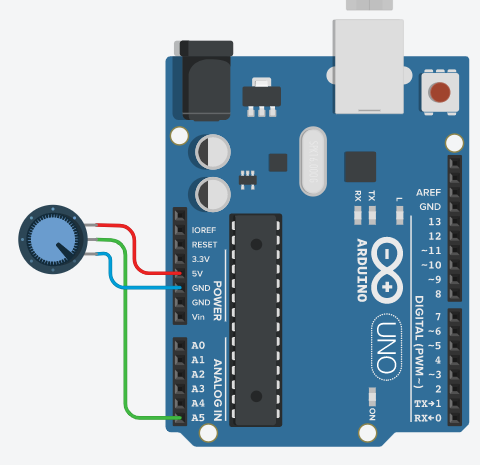 IOREF
RESET
3.3V
5V
GND
GND
Vin
POWER
A0
A1
A2
A3
A4
A5
ANALOG IN
RX
TX
L
ARDUINO
UNO
ON
AREF
GND
13
12
~11
~10
~9
8
7
~6
~5
4
~3
2
TX→1
RX←0
DIGITAL (PWM~)